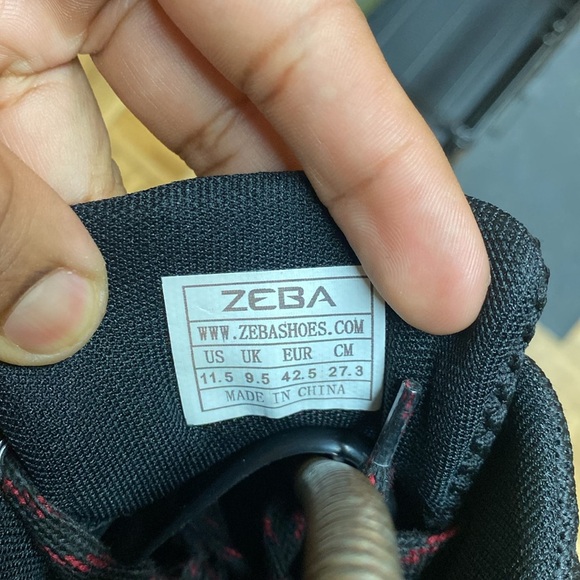 ZEBA
WWW.ZEBASHOES.COM
US UK EUR CM
11.5 9.5 42.5 27.3
MADE IN CHINA